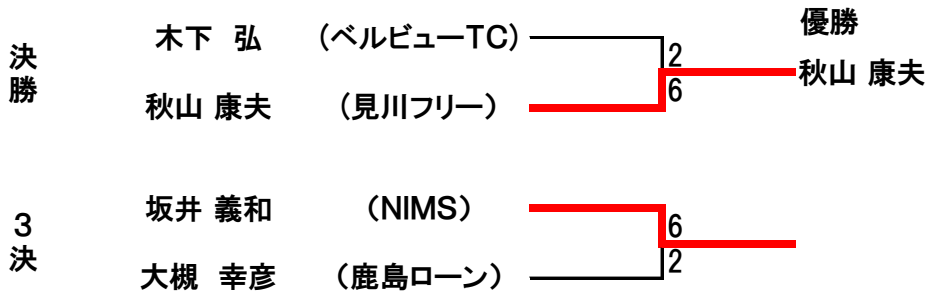 優勝
木下 弘 （ベルビューTC） 2
決勝
秋山 康夫
秋山 康夫 （見川フリー） 6
坂井 義和 （NIMS） 6
3決
大槻 幸彦 （鹿島ローン） 2